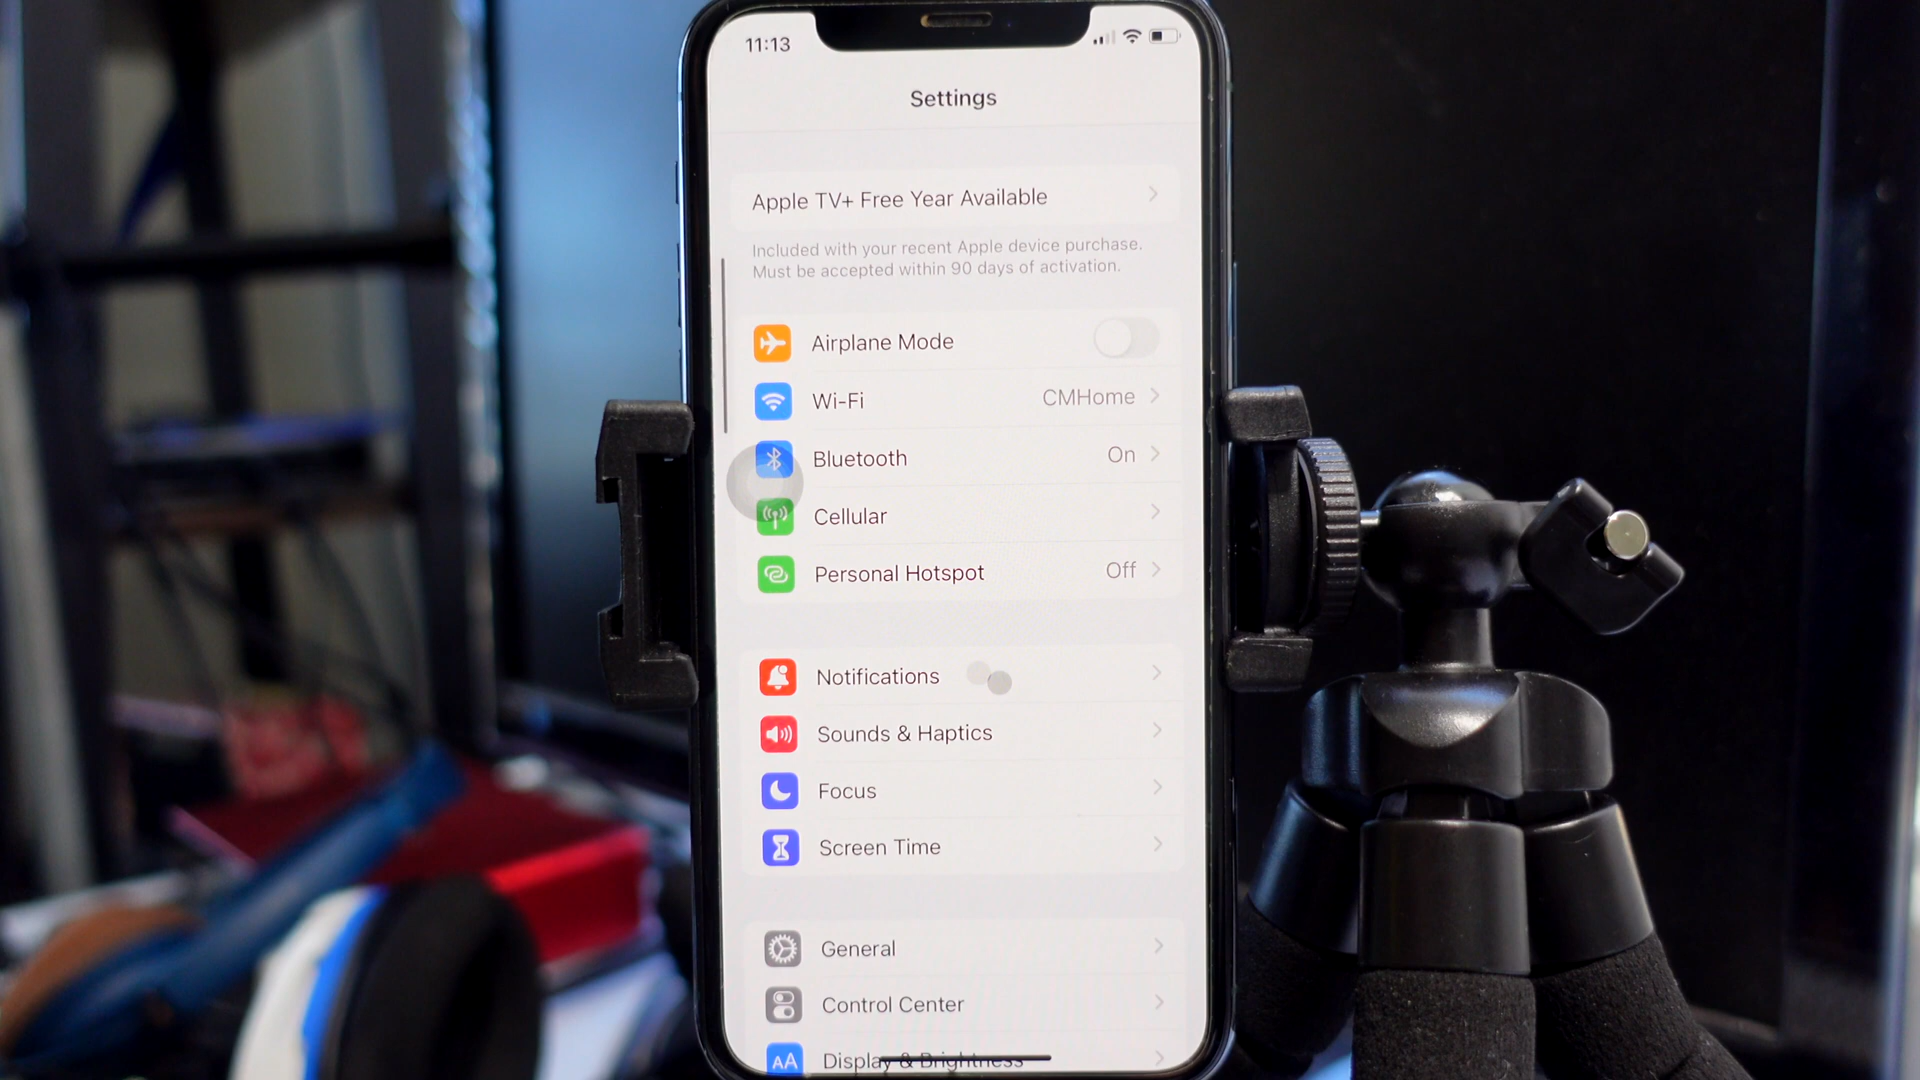 11:13
Settings
Apple TV+ Free Year Available
Included with your recent Apple device purchase.
Must be accepted within 90 days of activation.
Airplane Mode
Wi-Fi CMHome
Bluetooth On
Cellular
Personal Hotspot Off
Notifications
Sounds & Haptics
Focus
Screen Time
General
Control Center
AA Display & Brightness